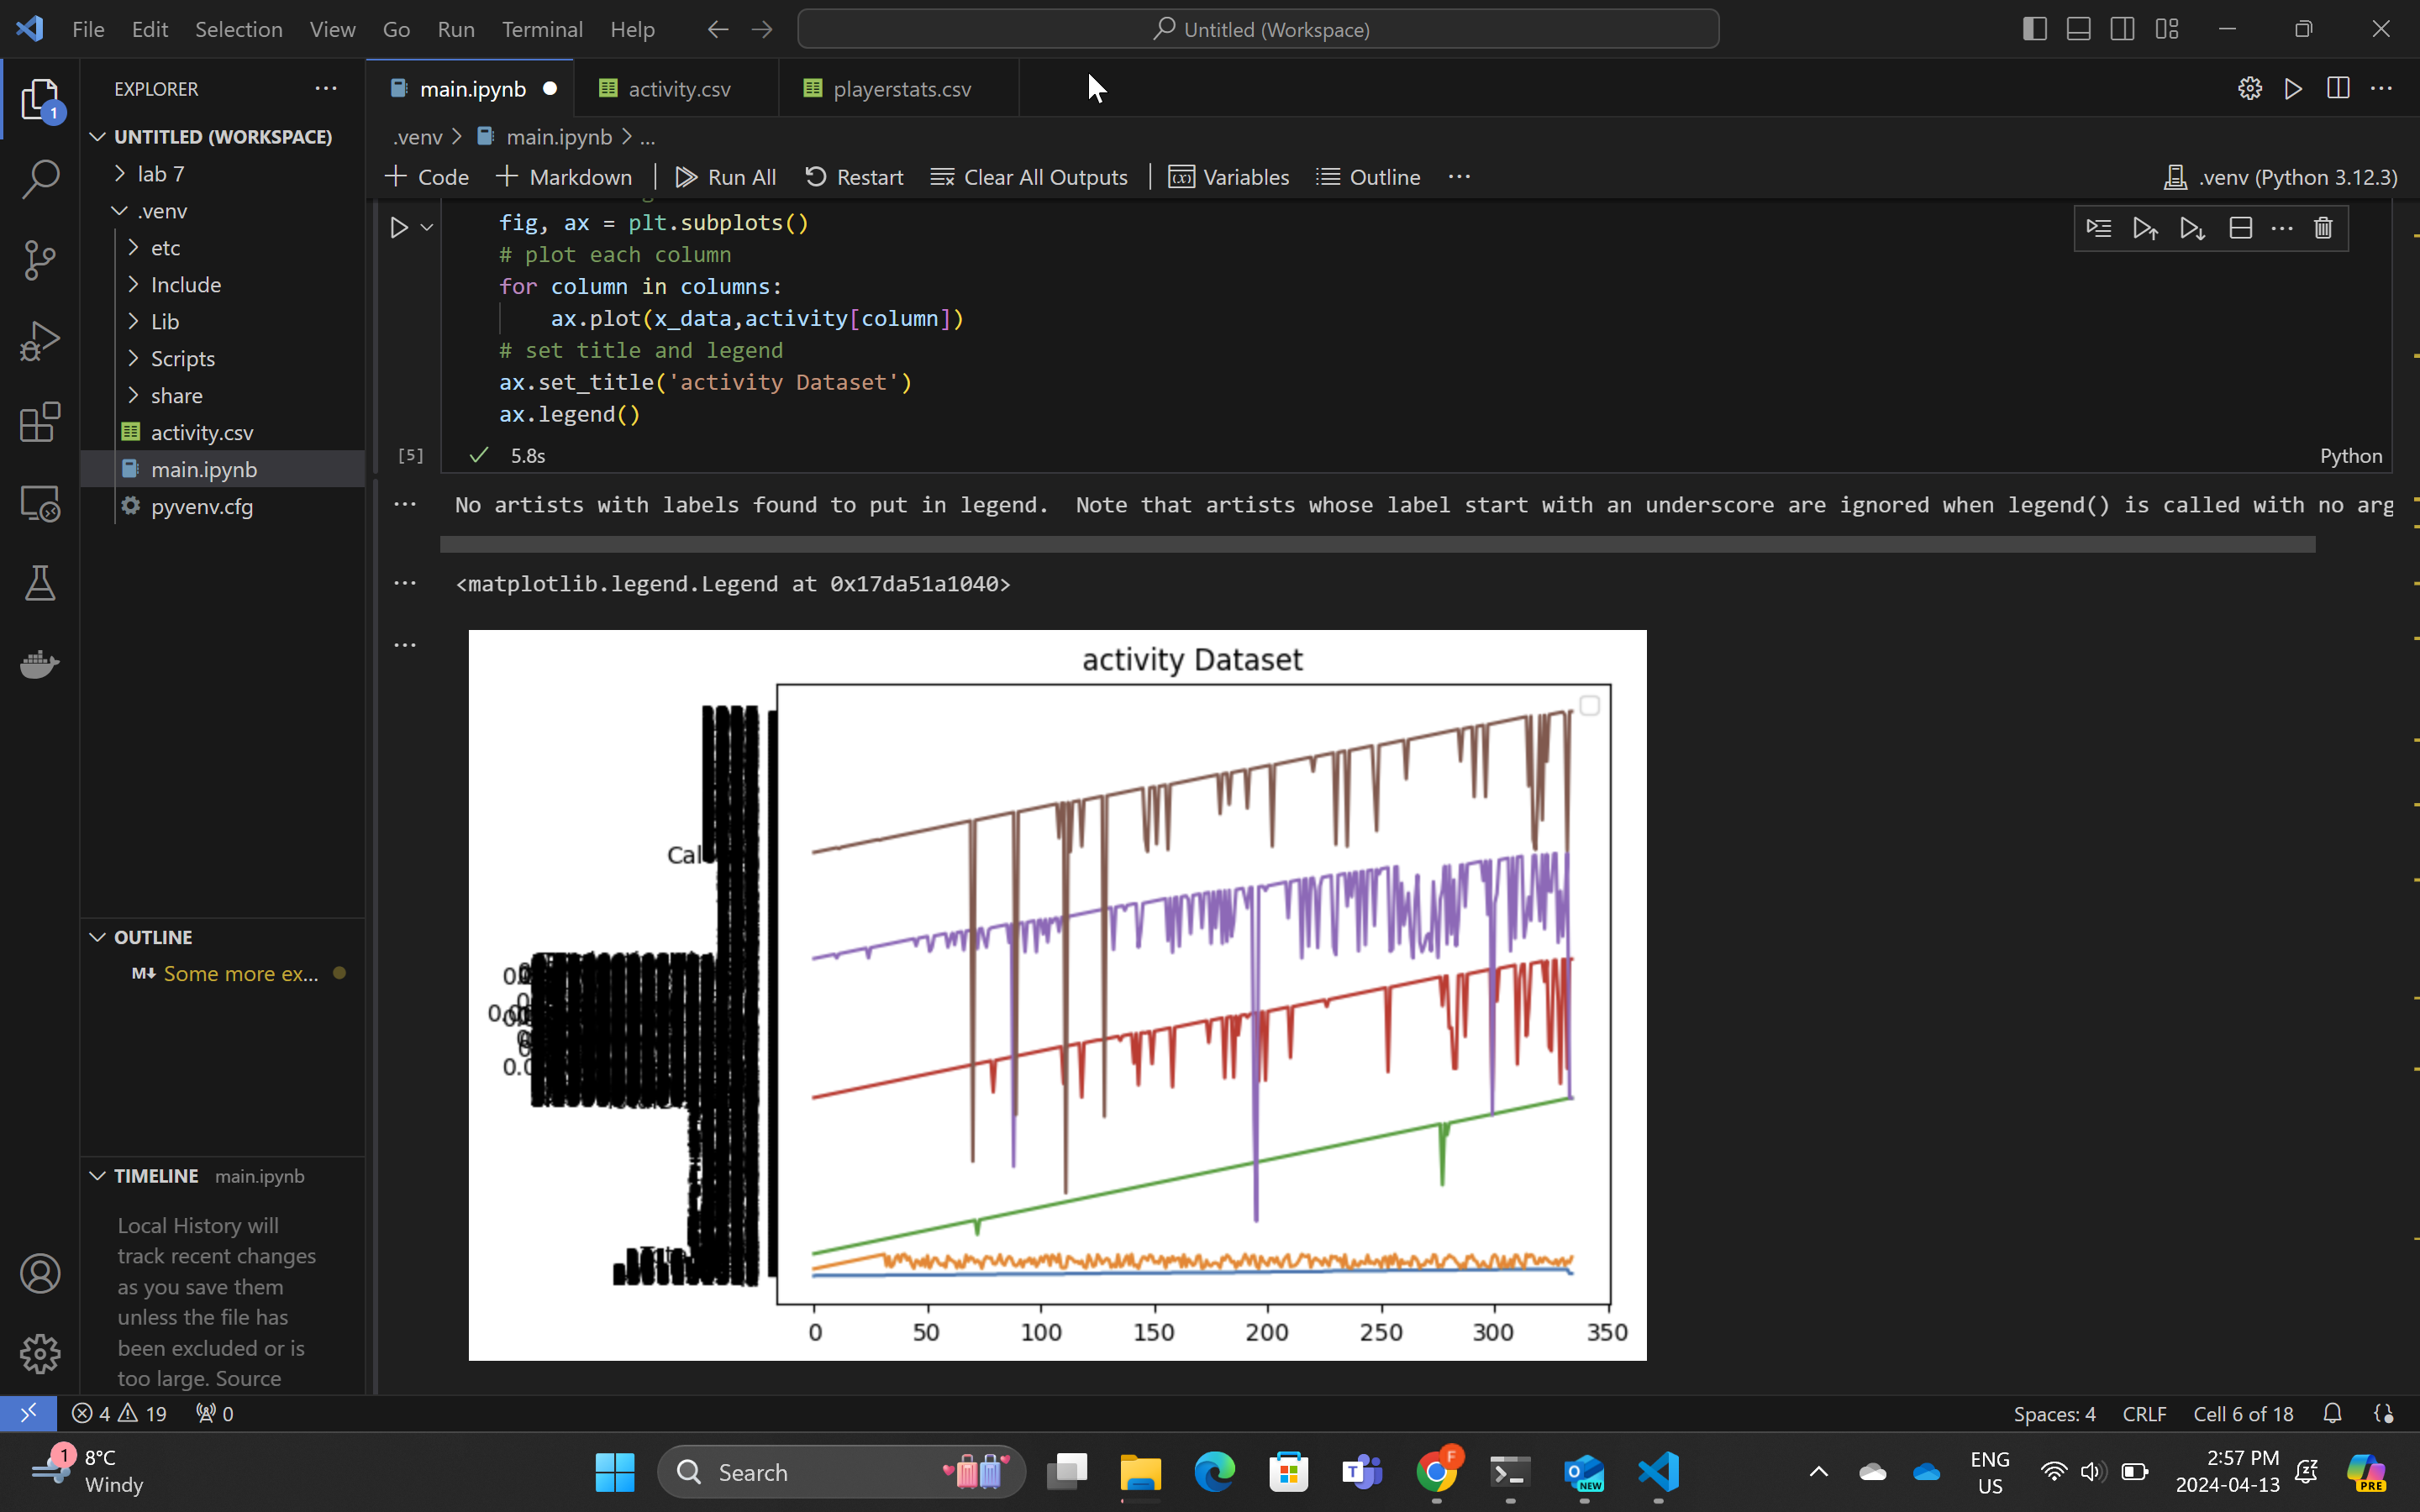 File Edit Selection View Go Run Terminal Help Untitled (Workspace)
EXPLORER
main.ipynb activity.csv playerstats.csv
1
UNTITLED (WORKSPACE)
.venv > main.ipynb > ...
lab 7
Code Markdown Run All Restart Clear All Outputs Variables Outline .venv (Python 3.12.3)
.venv
etc
Include
Lib
Scripts
share
activity.csv
main.ipynb
pyvenv.cfg
fig, ax = plt.subplots()
# plot each column
for column in columns:
ax.plot(x_data,activity[column])
# set title and legend
ax.set_title('activity Dataset')
ax.legend()
[5] 5.8s Python
No artists with labels found to put in legend.  Note that artists whose label start with an underscore are ignored when legend() is called with no arg
<matplotlib.legend.Legend at 0x17da51a1040>
activity Dataset
Cal
0 50 100 150 200 250 300 350
OUTLINE
M Some more ex...
TIMELINE main.ipynb
Local History will
track recent changes
as you save them
unless the file has
been excluded or is
too large. Source
4 19 0 Spaces: 4 CRLF Cell 6 of 18
1 8°C
Windy
Search
T
F
NEW
ENG
US
2:57 PM
2024-04-13
PRE